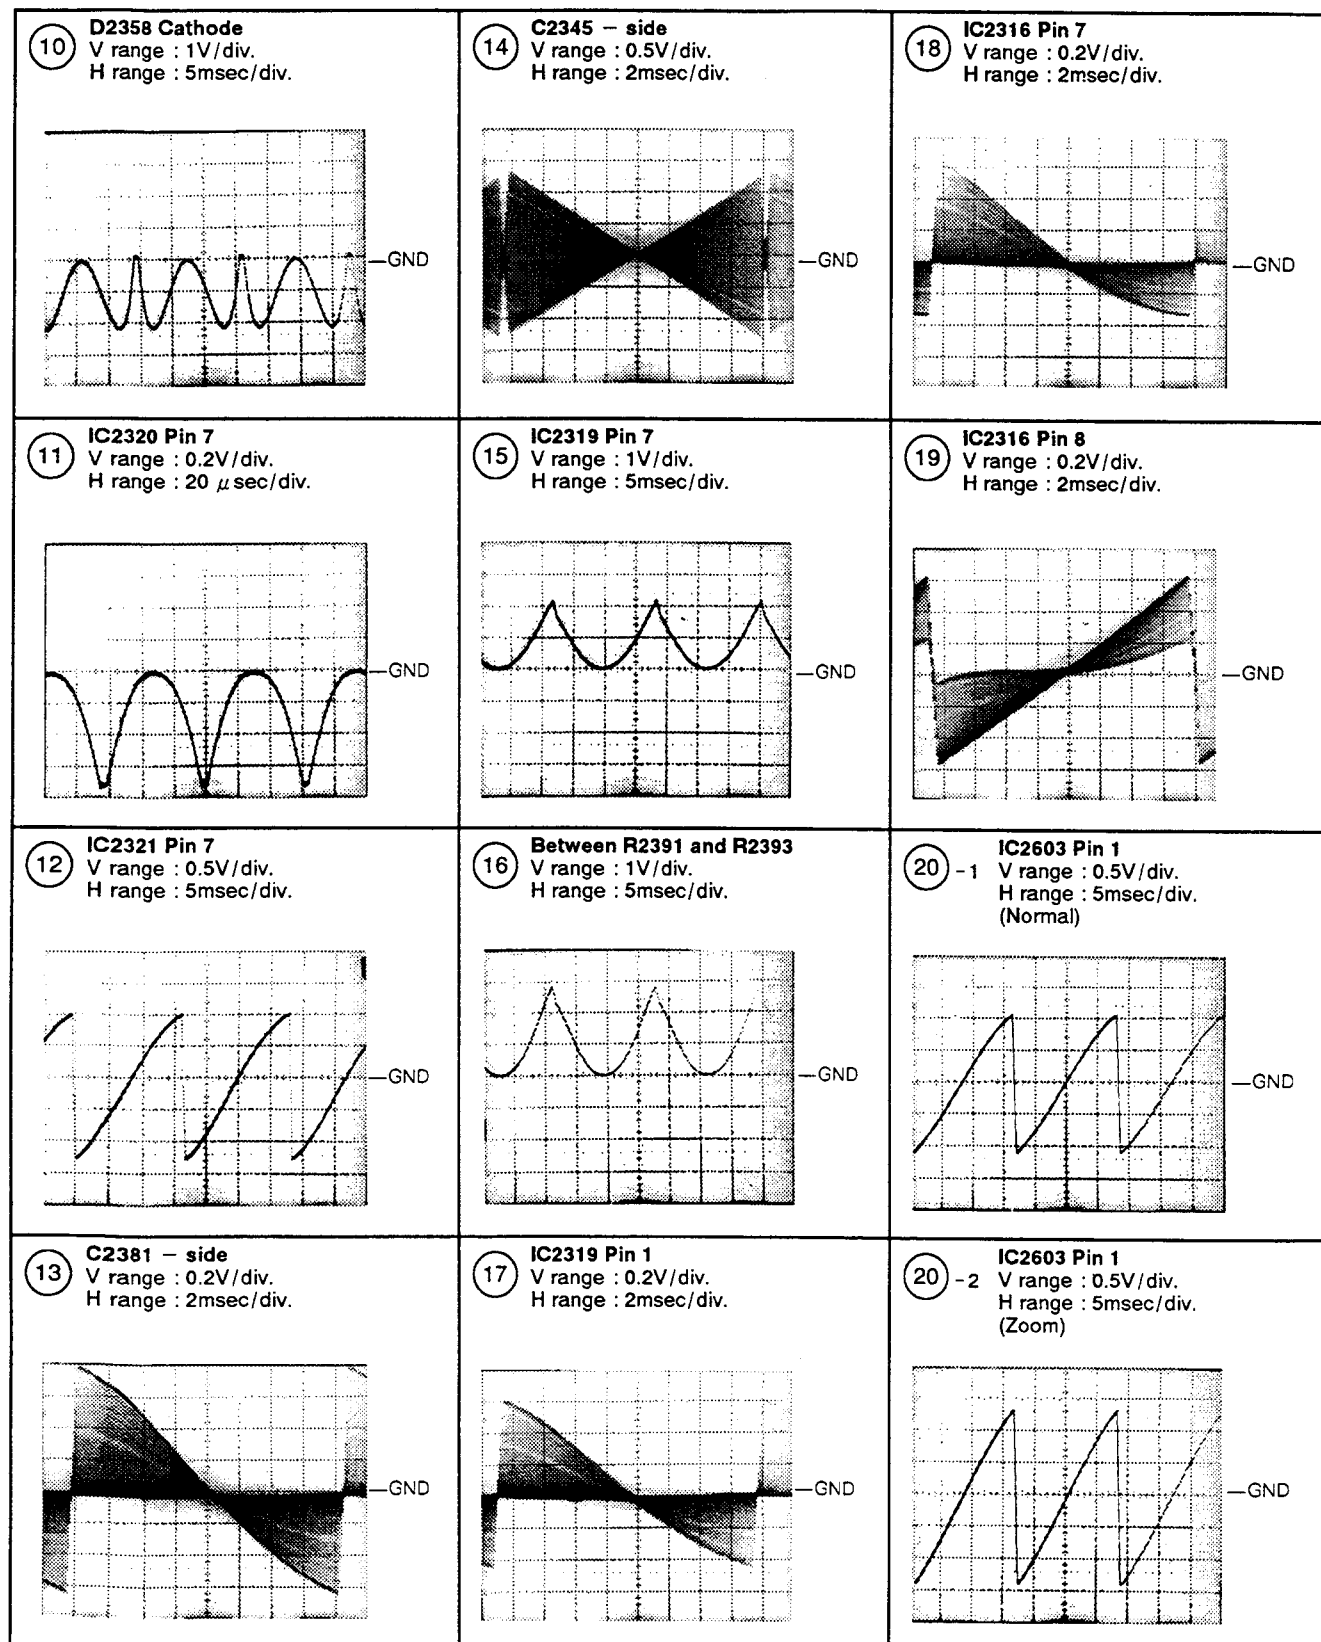 10
D2358 Cathode
V range : 1V/div.
H range : 5msec/div.
—GND
14
C2345 – side
V range : 0.5V/div.
H range : 2msec/div.
—GND
18
IC2316 Pin 7
V range : 0.2V/div.
H range : 2msec/div.
—GND
11
IC2320 Pin 7
V range : 0.2V/div.
H range : 20 μsec/div.
—GND
15
IC2319 Pin 7
V range : 1V/div.
H range : 5msec/div.
—GND
19
IC2316 Pin 8
V range : 0.2V/div.
H range : 2msec/div.
—GND
12
IC2321 Pin 7
V range : 0.5V/div.
H range : 5msec/div.
—GND
16
Between R2391 and R2393
V range : 1V/div.
H range : 5msec/div.
—GND
20 -1
IC2603 Pin 1
V range : 0.5V/div.
H range : 5msec/div.
(Normal)
—GND
13
C2381 – side
V range : 0.2V/div.
H range : 2msec/div.
—GND
17
IC2319 Pin 1
V range : 0.2V/div.
H range : 2msec/div.
—GND
20 -2
IC2603 Pin 1
V range : 0.5V/div.
H range : 5msec/div.
(Zoom)
—GND